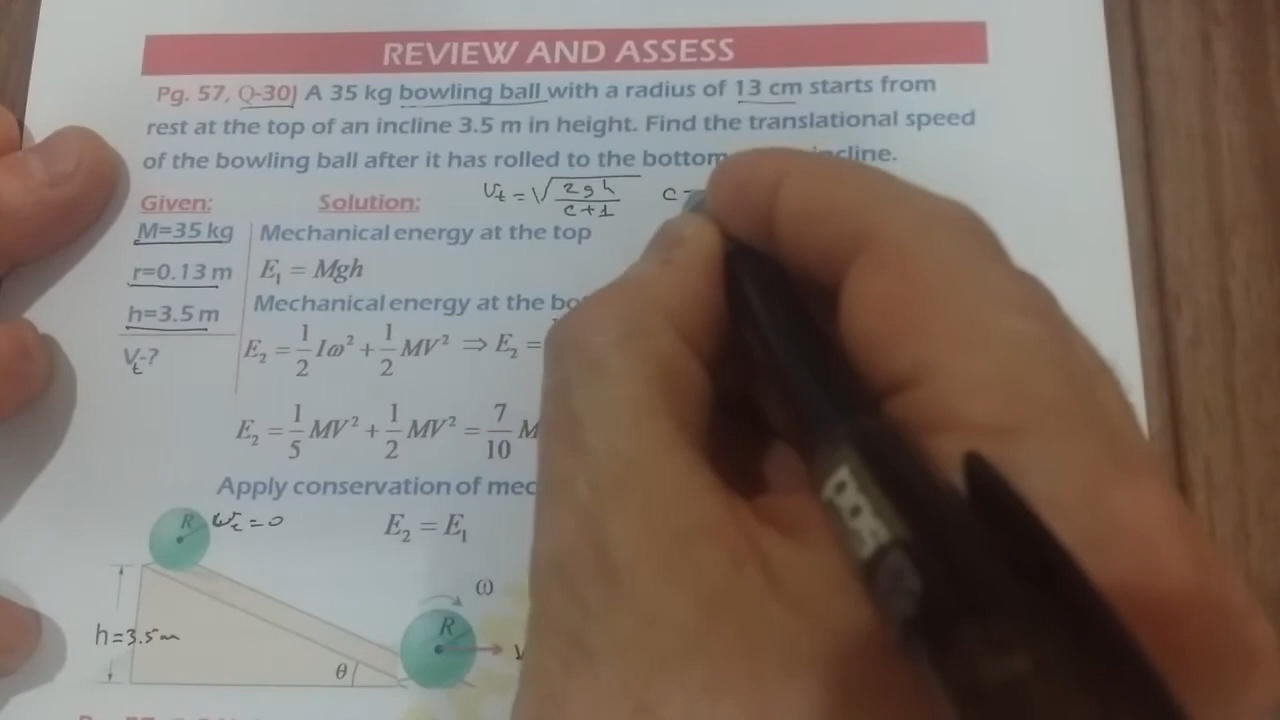 REVIEW AND ASSESS
Pg. 57, Q-30) A 35 kg bowling ball with a radius of 13 cm starts from
rest at the top of an incline 3.5 m in height. Find the translational speed
of the bowling ball after it has rolled to the bottom incline.
Given: Solution: Vt = √(2gh / c+1) c =
M=35 kg Mechanical energy at the top
r=0.13 m E₁ = Mgh
h=3.5 m Mechanical energy at the
Vt-? E₂ = 1/2 Iω² + 1/2 MV² ⇒ E₂ =
E₂ = 1/5 MV² + 1/2 MV² = 7/10 M
Apply conservation of
R ωi = 0 E₂ = E₁
ω
h=3.5m R
θ